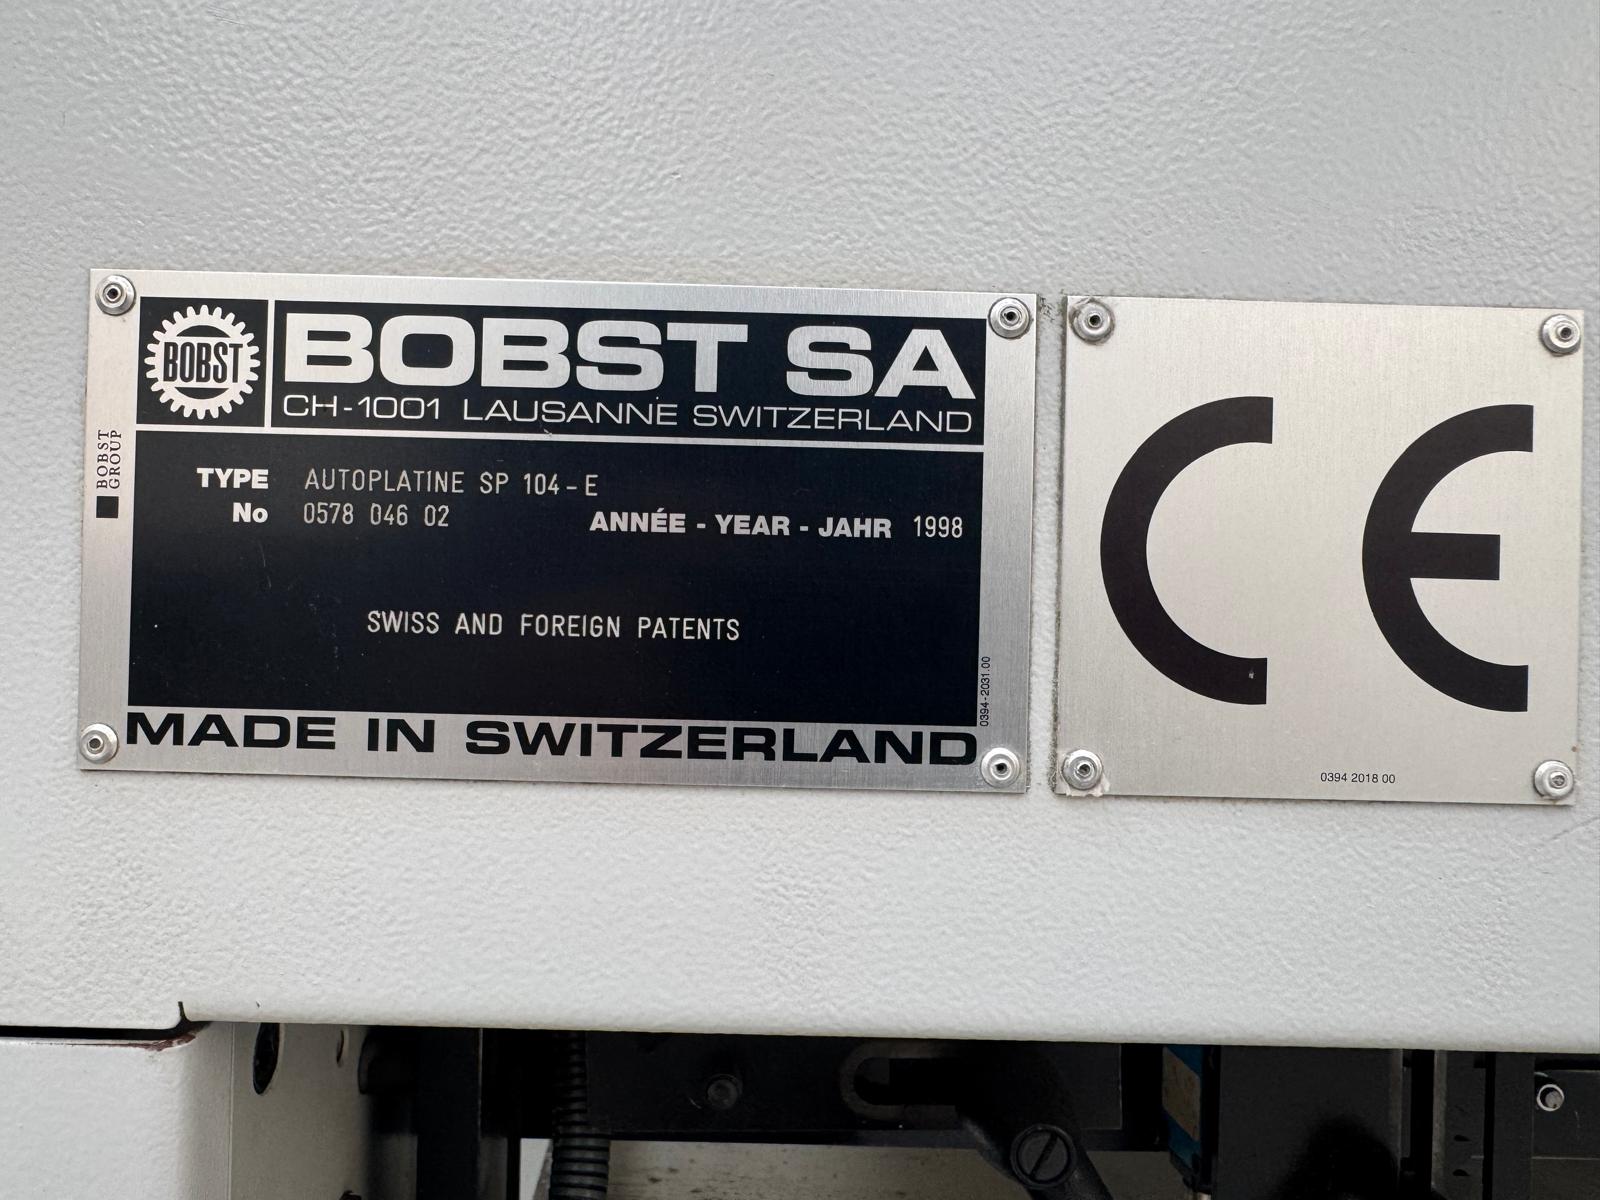 BOBST
BOBST SA
CH-1001 LAUSANNE SWITZERLAND
BOBST
GROUP
TYPE AUTOPLATINE SP 104-E
No 0578 046 02 ANNÉE - YEAR - JAHR 1998
SWISS AND FOREIGN PATENTS
0394-2031.00
MADE IN SWITZERLAND
CE
0394 2018 00